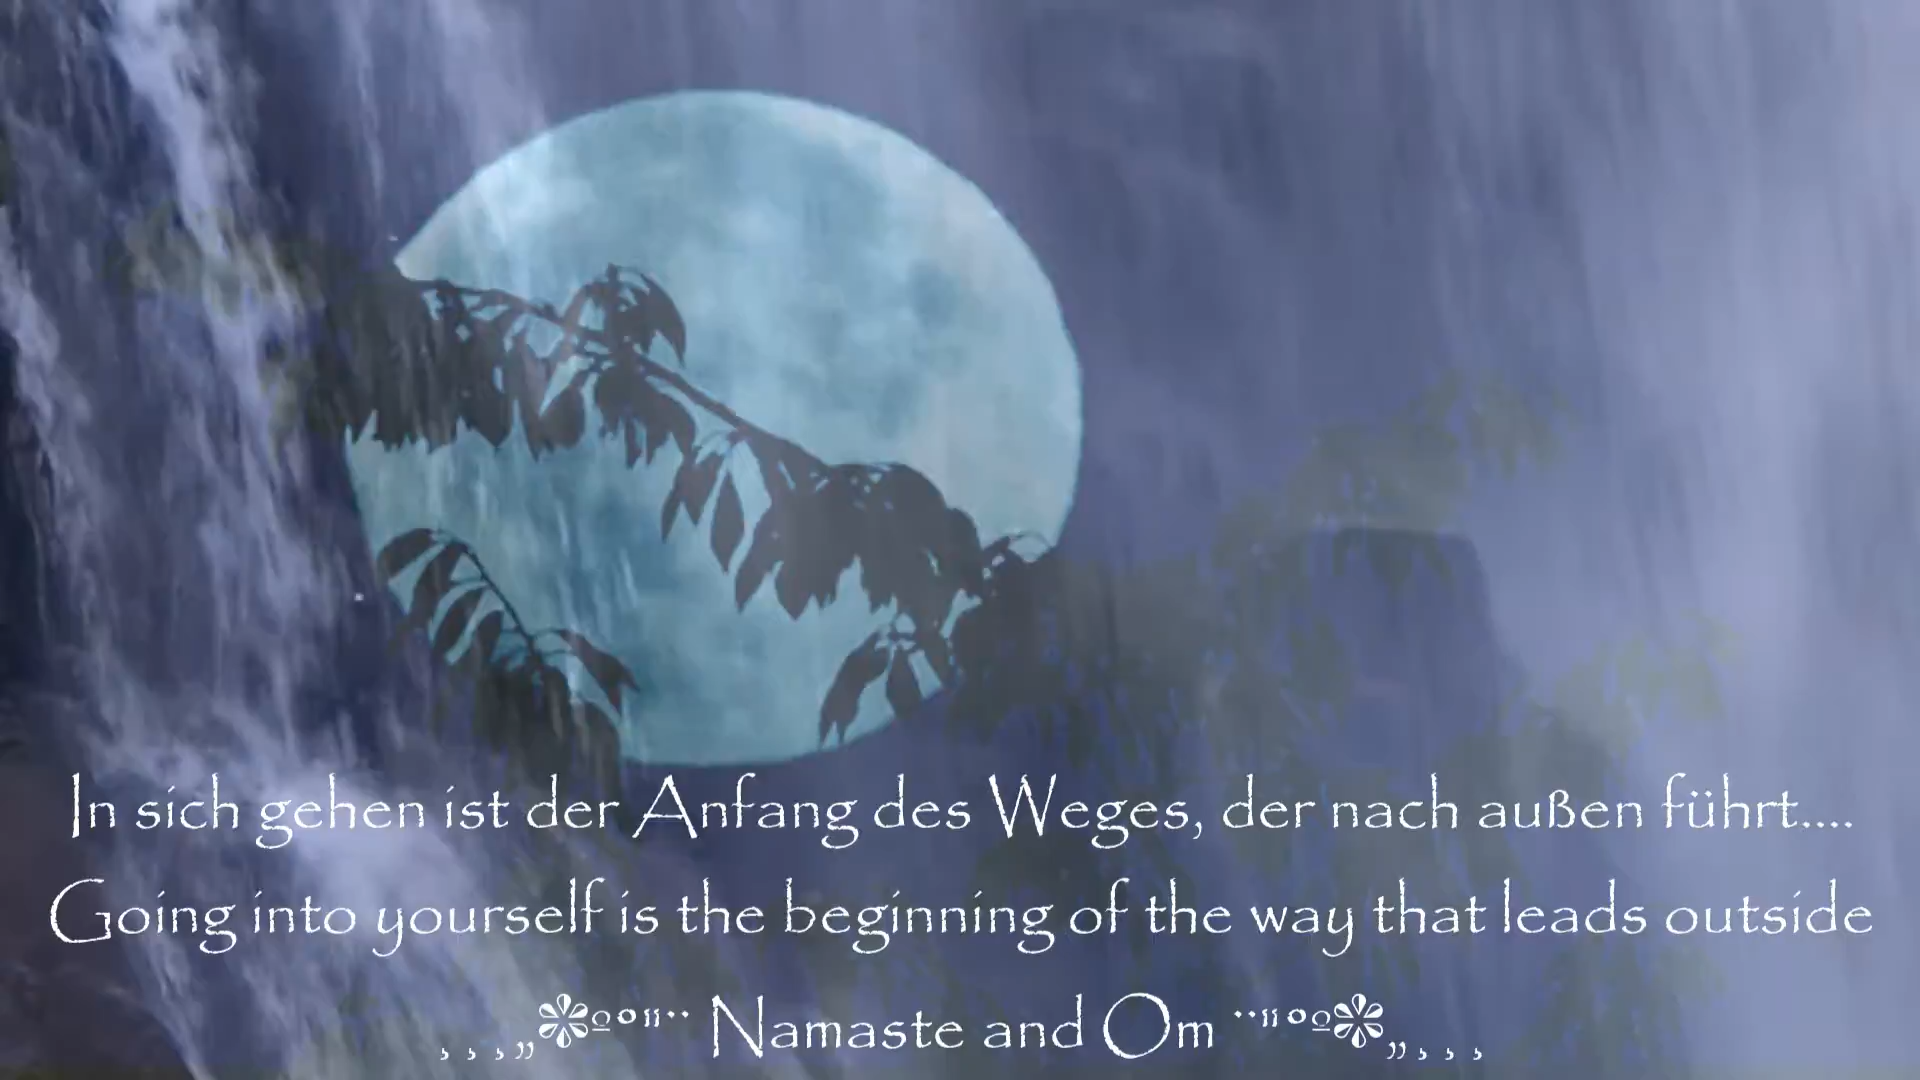 In sich gehen ist der Anfang des Weges, der nach außen führt....
Going into yourself is the beginning of the way that leads outside
¸¸¸„❇º°"¨ Namaste and Om ¨"°º❇„¸¸¸